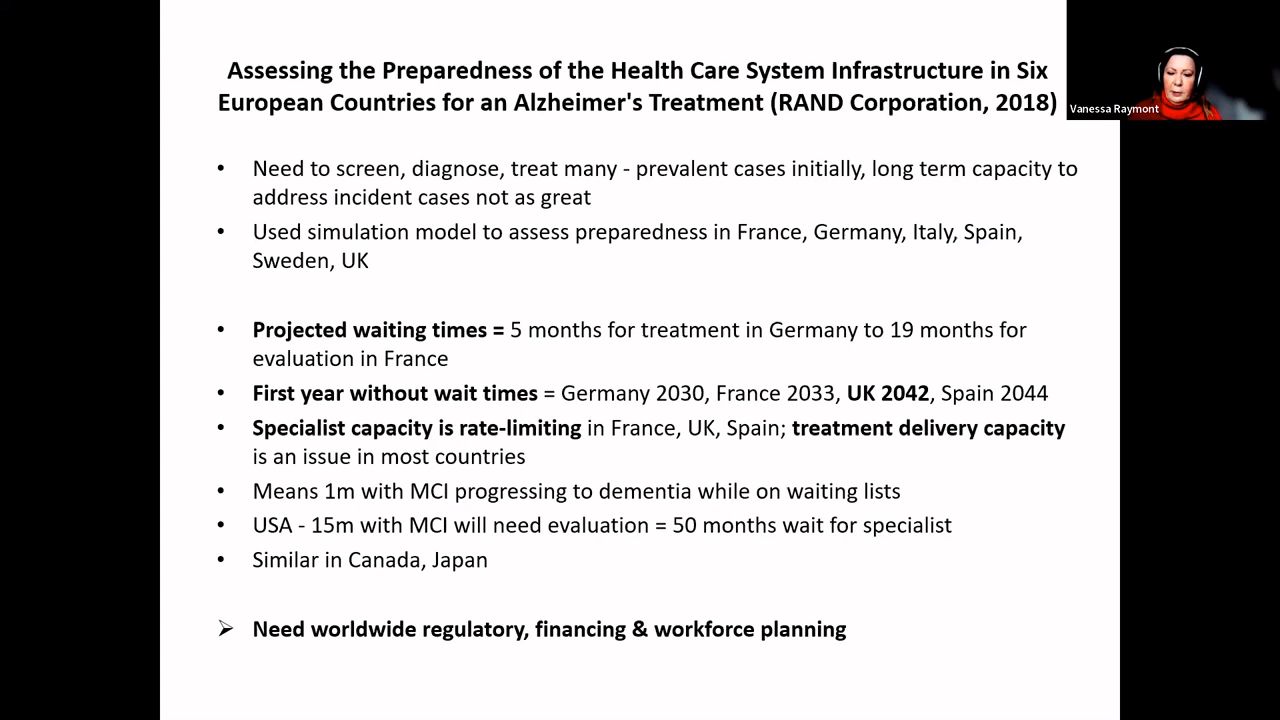 Assessing the Preparedness of the Health Care System Infrastructure in Six
European Countries for an Alzheimer's Treatment (RAND Corporation, 2018)
Vanessa Raymont
• Need to screen, diagnose, treat many - prevalent cases initially, long term capacity to
address incident cases not as great
• Used simulation model to assess preparedness in France, Germany, Italy, Spain,
Sweden, UK
• Projected waiting times = 5 months for treatment in Germany to 19 months for
evaluation in France
• First year without wait times = Germany 2030, France 2033, UK 2042, Spain 2044
• Specialist capacity is rate-limiting in France, UK, Spain; treatment delivery capacity
is an issue in most countries
• Means 1m with MCI progressing to dementia while on waiting lists
• USA - 15m with MCI will need evaluation = 50 months wait for specialist
• Similar in Canada, Japan
➢ Need worldwide regulatory, financing & workforce planning